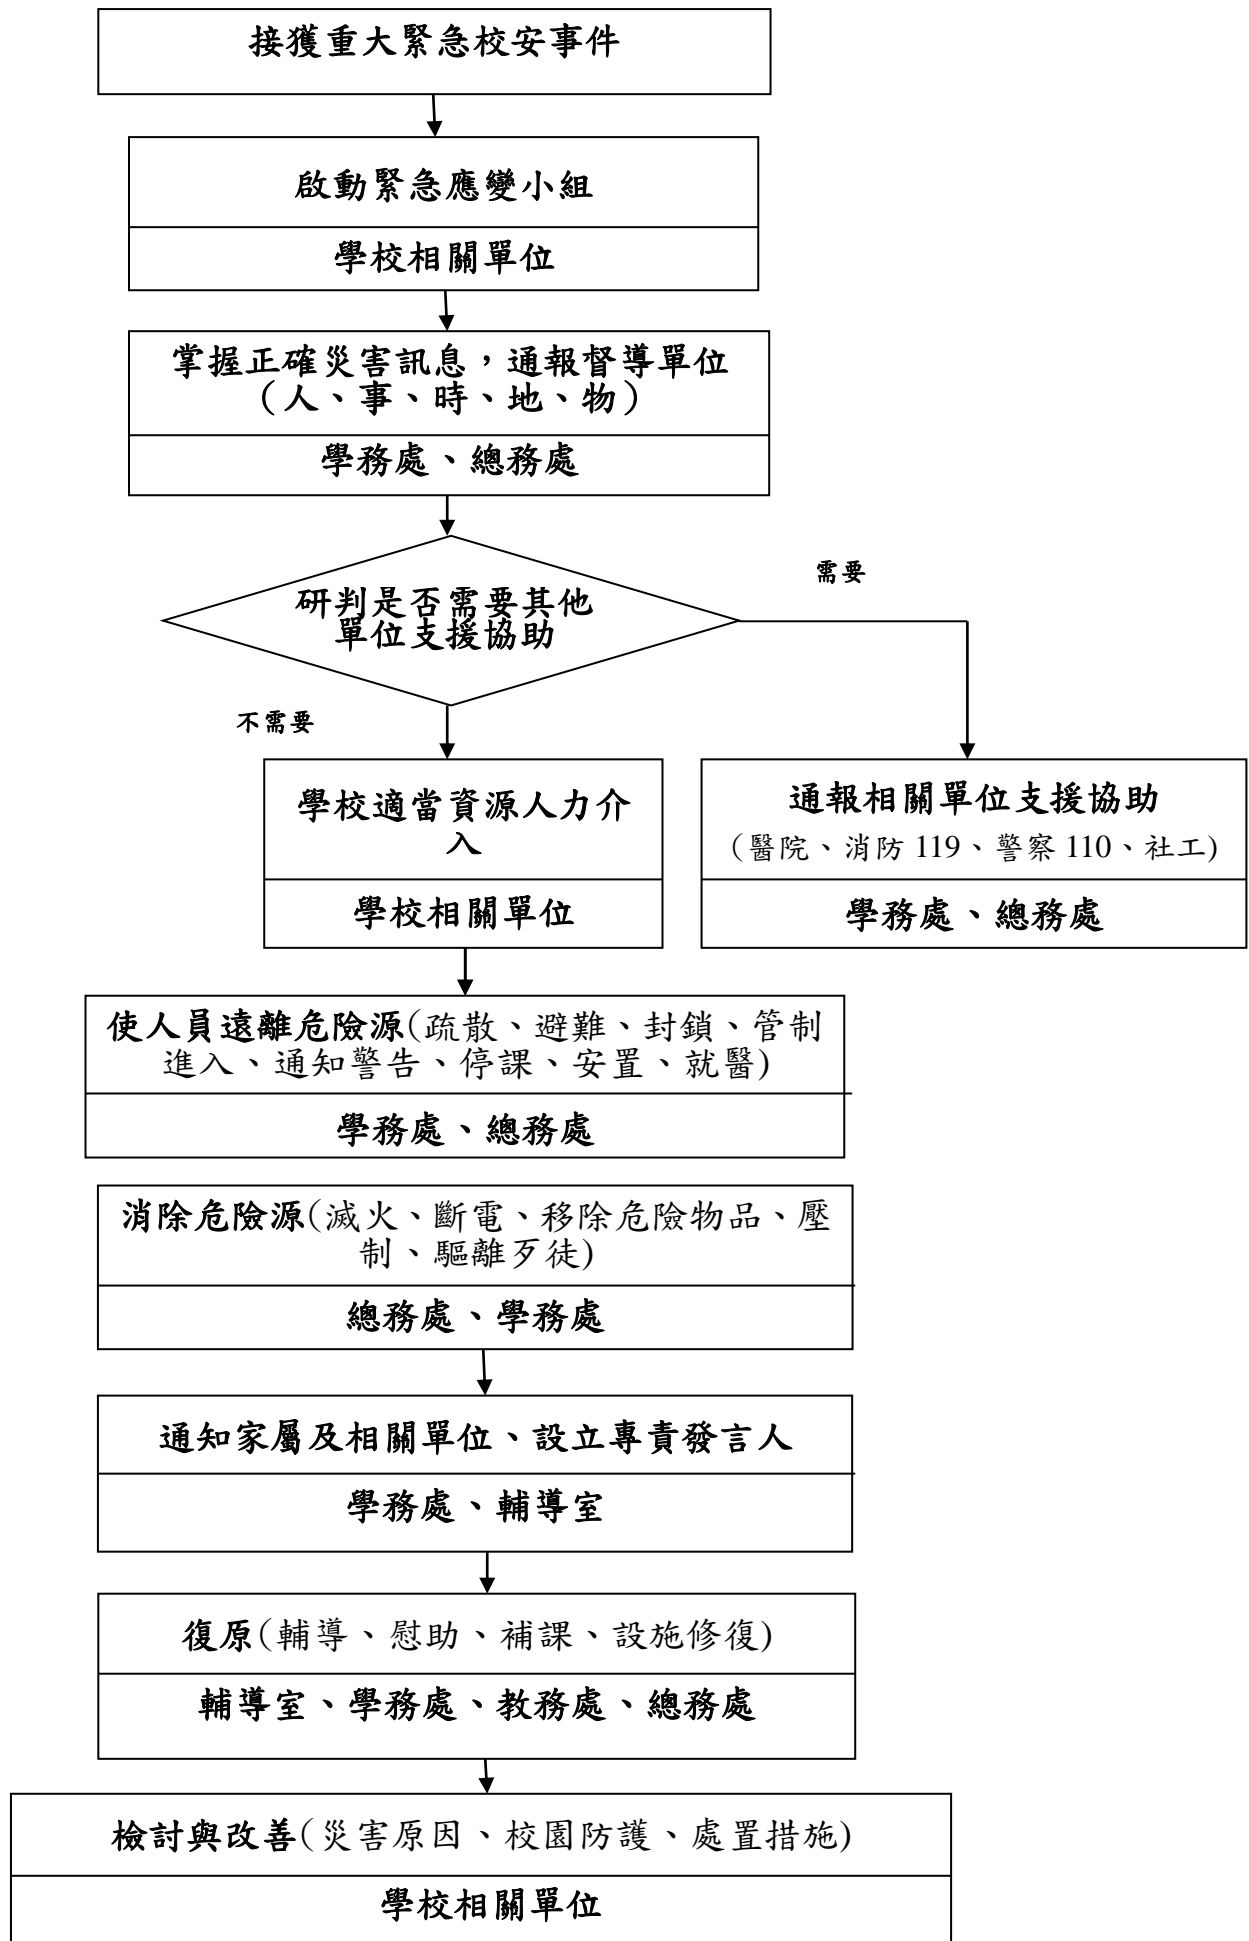 接獲重大緊急校安事件
啟動緊急應變小組
學校相關單位
掌握正確災害訊息，通報督導單位
（人、事、時、地、物）
學務處、總務處
研判是否需要其他
單位支援協助
需要
不需要
學校適當資源人力介
入
學校相關單位
通報相關單位支援協助
（醫院、消防 119、警察 110、社工)
學務處、總務處
使人員遠離危險源(疏散、避難、封鎖、管制
進入、通知警告、停課、安置、就醫)
學務處、總務處
消除危險源(滅火、斷電、移除危險物品、壓
制、驅離歹徒)
總務處、學務處
通知家屬及相關單位、設立專責發言人
學務處、輔導室
復原(輔導、慰助、補課、設施修復)
輔導室、學務處、教務處、總務處
檢討與改善(災害原因、校園防護、處置措施)
學校相關單位